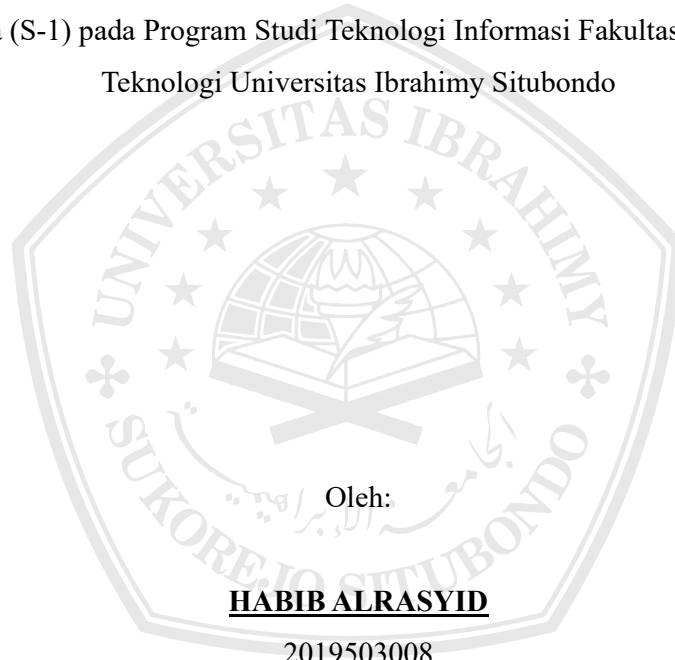 (S-1) pada Program Studi Teknologi Informasi Fakultas
Teknologi Universitas Ibrahimy Situbondo
UNIVERSITAS IBRAHIMY
SUKOREJO SITUBONDO
Oleh:
HABIB ALRASYID
2019503008